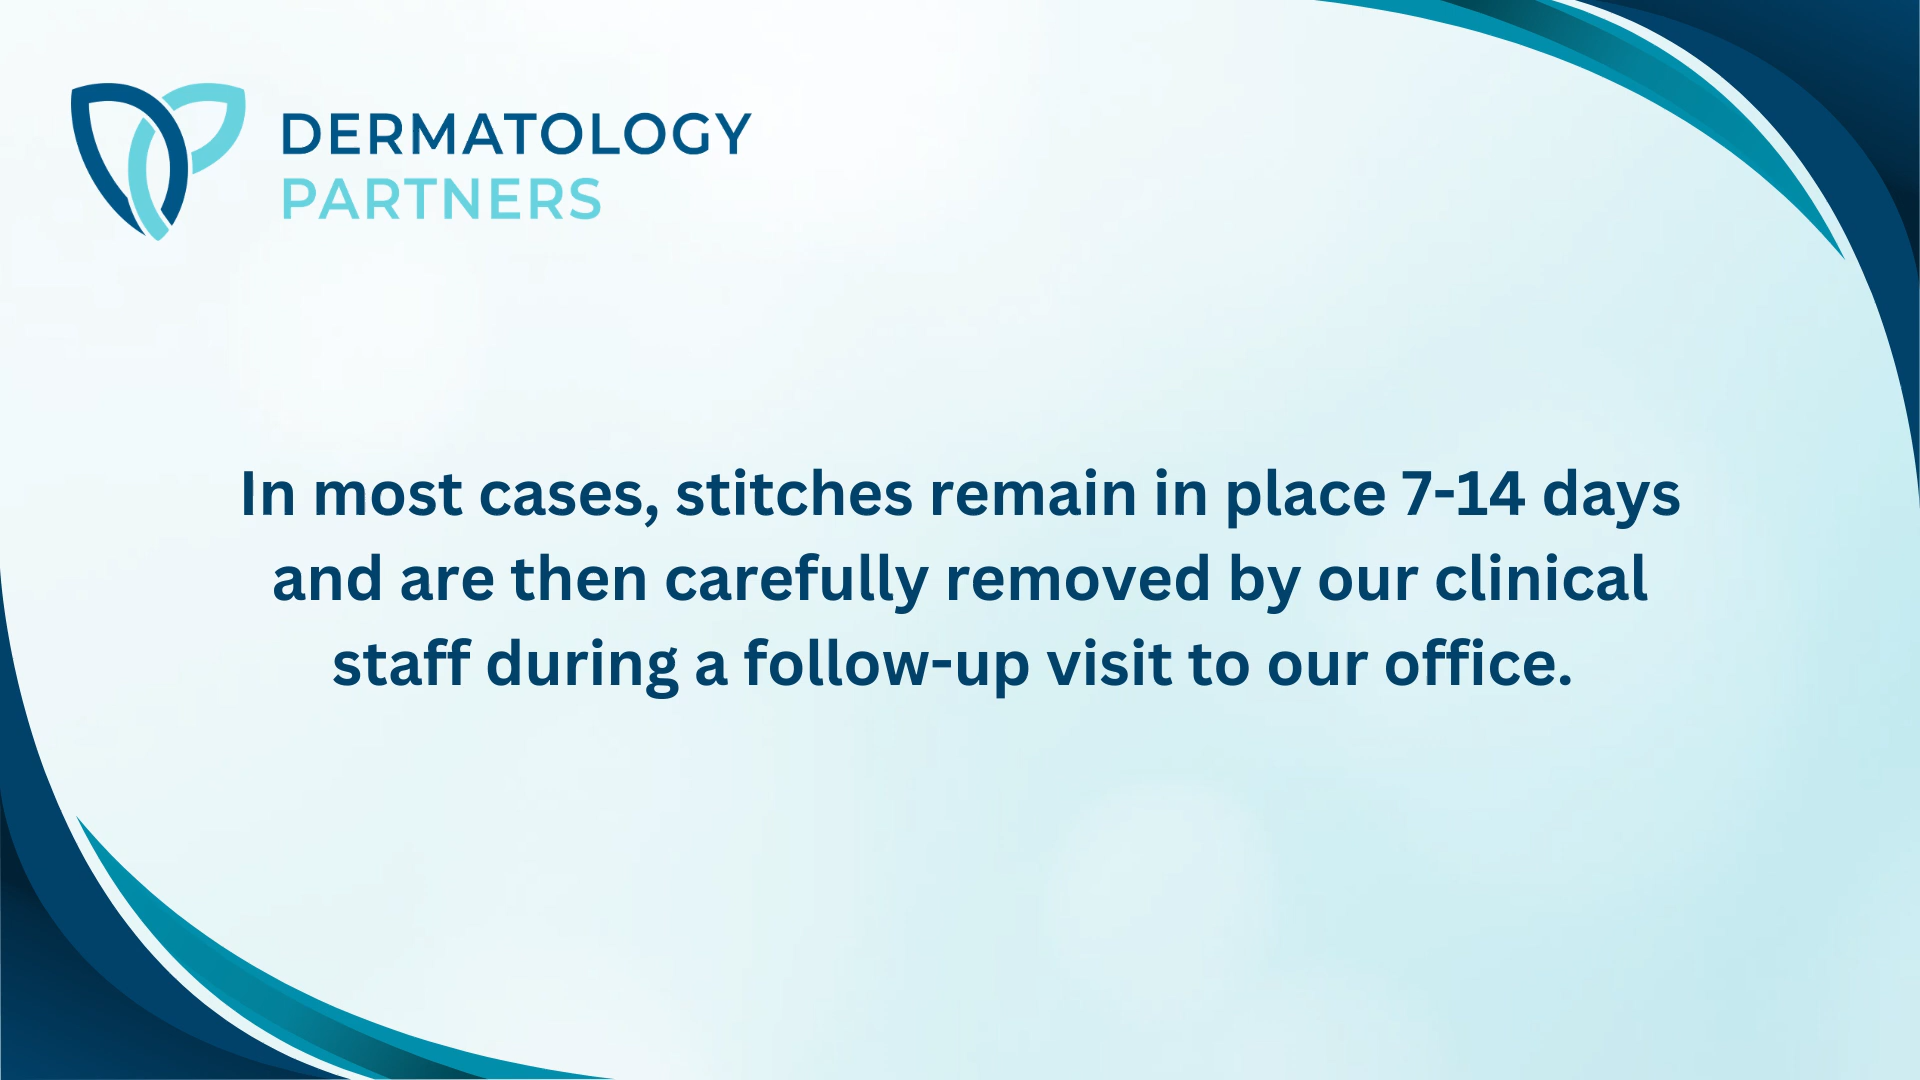 DERMATOLOGY
PARTNERS
In most cases, stitches remain in place 7-14 days
and are then carefully removed by our clinical
staff during a follow-up visit to our office.